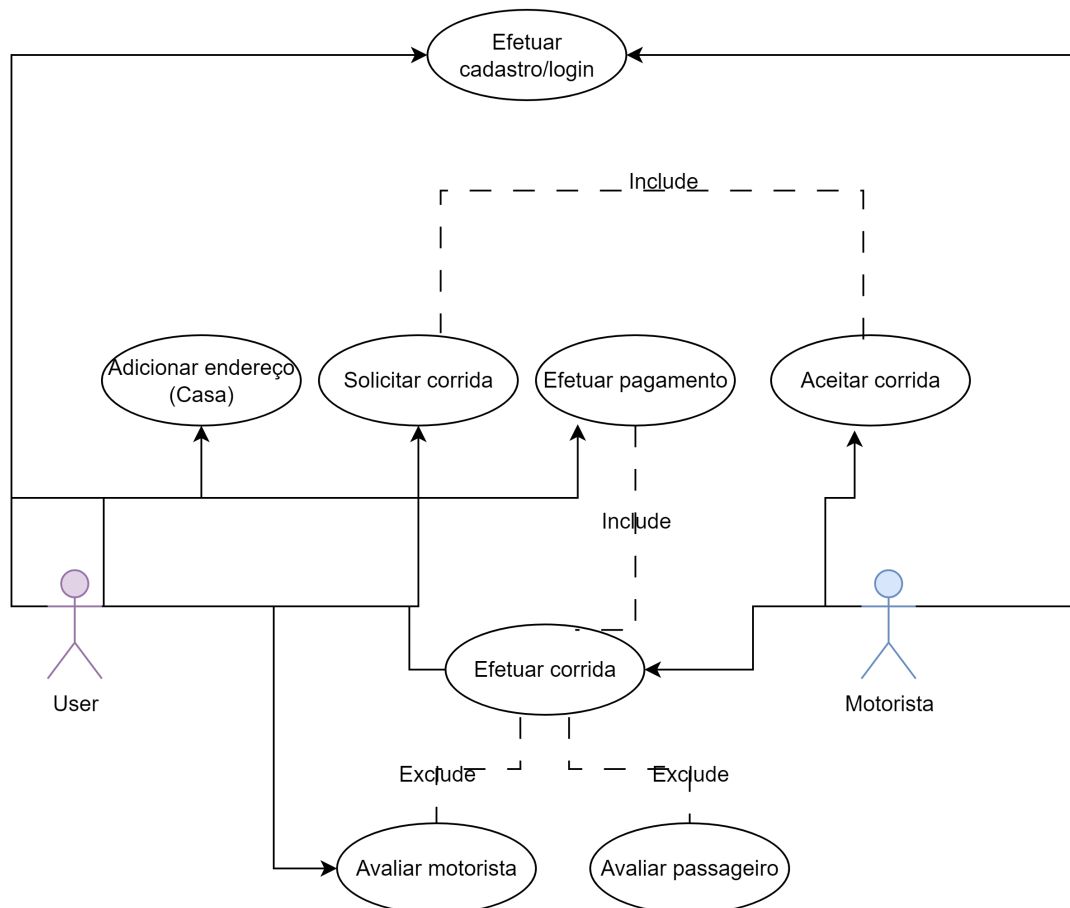 Efetuar
cadastro/login
Include
Adicionar endereço
(Casa)
Solicitar corrida
Efetuar pagamento
Aceitar corrida
Include
Efetuar corrida
User
Motorista
Exclude
Exclude
Avaliar motorista
Avaliar passageiro